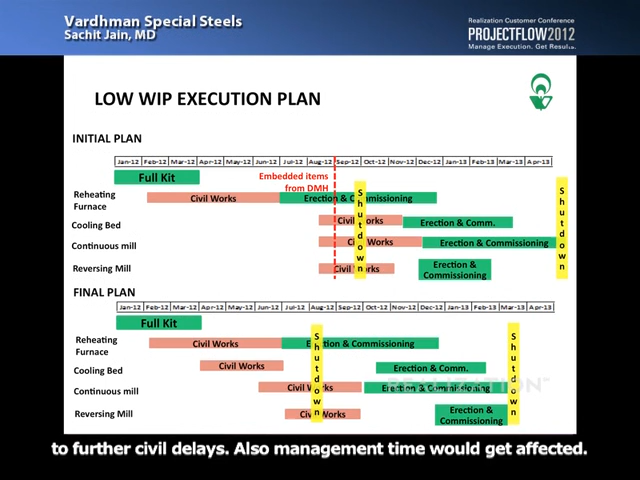 Vardhman Special Steels
Sachit Jain, MD
Realization Customer Conference
PROJECTFLOW2012
Manage Execution. Get Results.
LOW WIP EXECUTION PLAN
INITIAL PLAN
Jan-12 Feb-12 Mar-12 Apr-12 May-12 Jun-12 Jul-12 Aug-12 Sep-12 Oct-12 Nov-12 Dec-12 Jan-13 Feb-13 Mar-13 Apr-13
Full Kit
Embedded items
from DMH
Reheating
Furnace
Civil Works
Erection & Commissioning
Cooling Bed
Civil Works
Erection & Comm.
Continuous mill
Civil Works
Erection & Commissioning
Reversing Mill
Civil Works
Erection &
Commissioning
Shutdown
Shutdown
FINAL PLAN
Jan-12 Feb-12 Mar-12 Apr-12 May-12 Jun-12 Jul-12 Aug-12 Sep-12 Oct-12 Nov-12 Dec-12 Jan-13 Feb-13 Mar-13 Apr-13
Full Kit
Reheating
Furnace
Civil Works
Erection & Commissioning
Cooling Bed
Civil Works
Erection & Comm.
REALIZATION™
Continuous mill
Civil Works
Erection & Commissioning
Reversing Mill
Civil Works
Erection &
Commissioning
Shutdown
Shutdown
to further civil delays. Also management time would get affected.